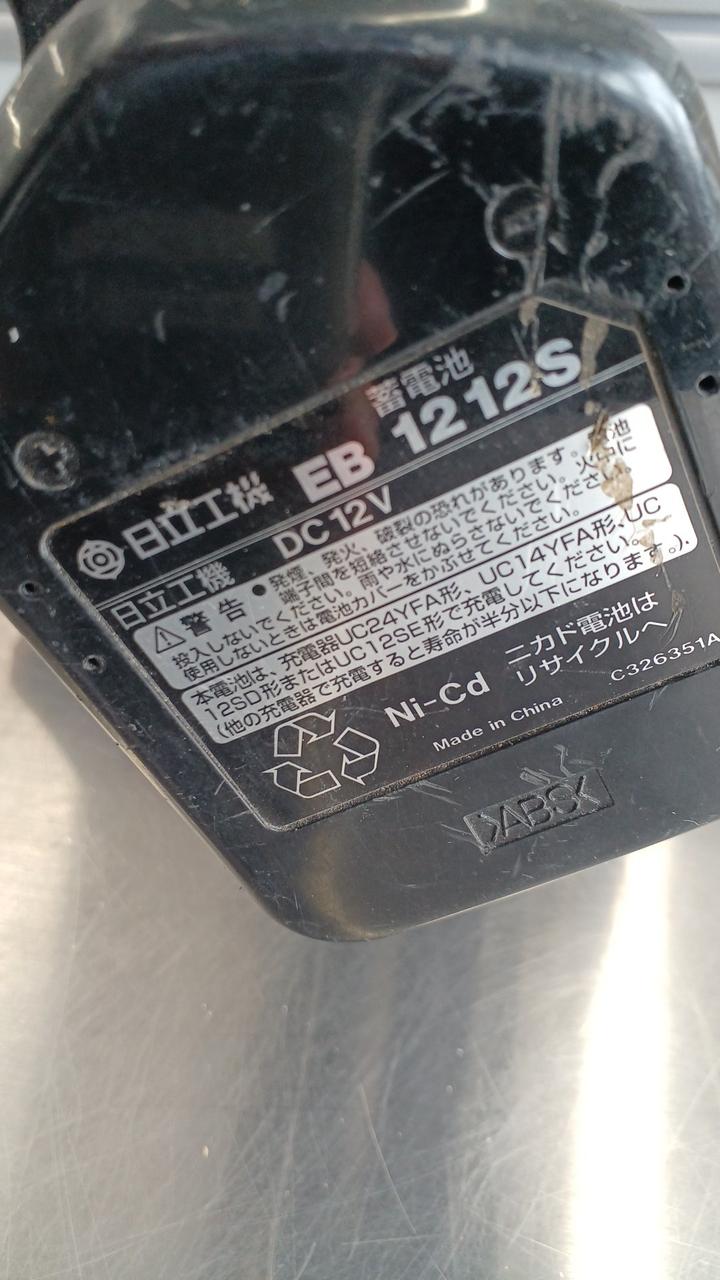 蓄電池
日立工機 EB 1212S
日立工機 DC 12V
警告 ●発煙、発火、破裂の恐れがあります。電池
端子間を短絡させないでください。火中に
投入しないでください。雨や水にぬらさないでください。
使用しないときは電池カバーをかぶせてください。
本電池は、充電器UC24YFA形、UC14YFA形、UC
12SD形またはUC12SE形で充電してください。
(他の充電器で充電すると寿命が半分以下になります。).
Ni-Cd ニカド電池は
リサイクルへ
Made in China C326351A
>ABS<